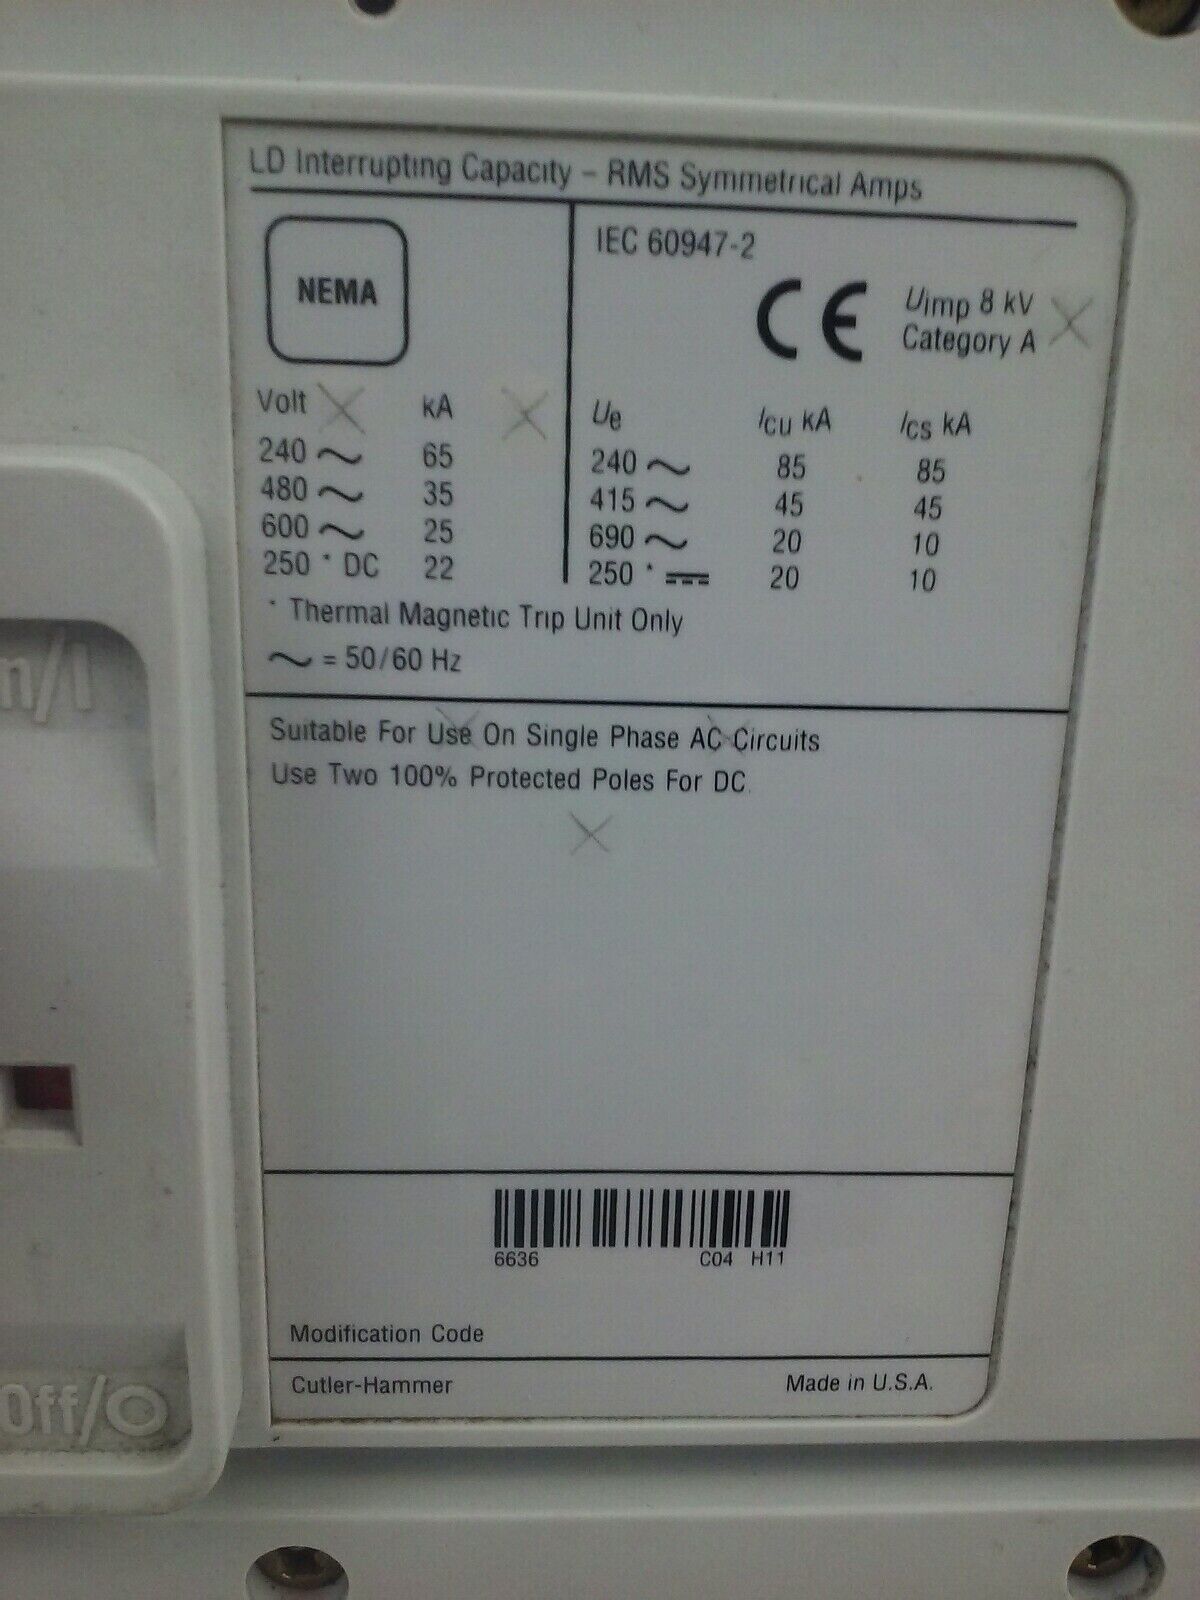 LD Interrupting Capacity – RMS Symmetrical Amps
NEMA
Volt kA
240 ~ 65
480 ~ 35
600 ~ 25
250 * DC 22
IEC 60947-2
CE
Uimp 8 kV
Category A
Ue Icu kA Ics kA
240 ~ 85 85
415 ~ 45 45
690 ~ 20 10
250 * ⎓ 20 10
* Thermal Magnetic Trip Unit Only
~ = 50/60 Hz
Suitable For Use On Single Phase AC Circuits
Use Two 100% Protected Poles For DC.
6636 C04 H11
Modification Code
Cutler-Hammer Made in U.S.A.
n/I
Off/O